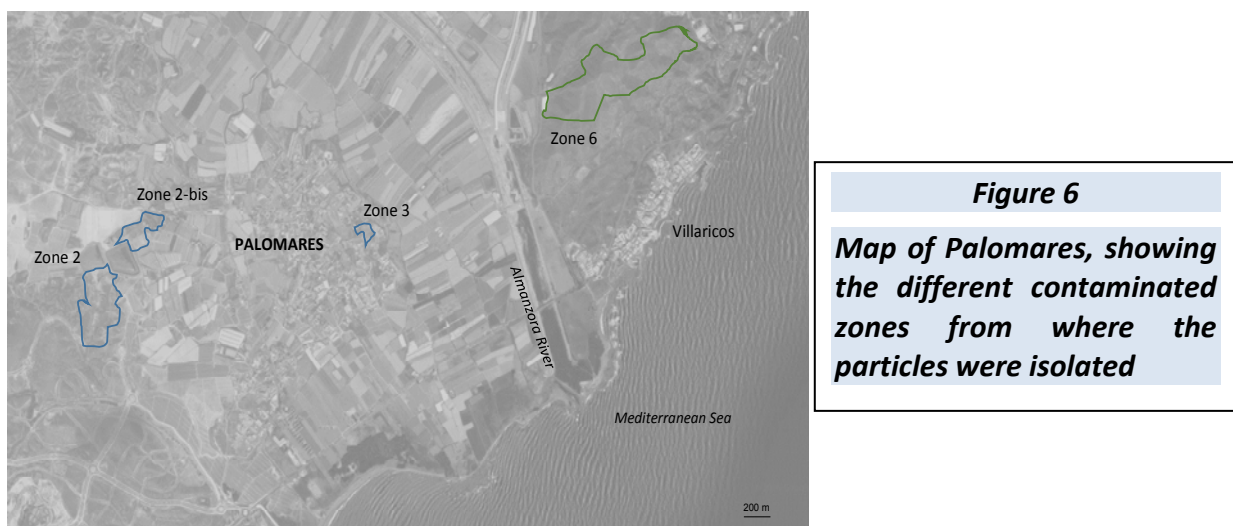 Zone 6
Zone 2-bis
Zone 3
PALOMARES
Villaricos
Zone 2
Almanzora River
Mediterranean Sea
200 m
Figure 6
Map of Palomares, showing
the different contaminated
zones from where the
particles were isolated